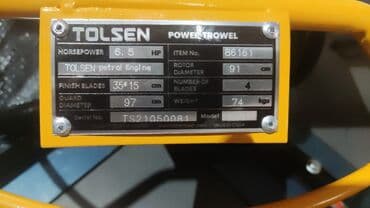 TOLSEN POWER TROWEL
HORSEPOWER 6.5 HP ITEM No. 86161
TOLSEN petrol Engine ROTOR DIAMETER 91 cm
FINISH BLADES 35*15 cm NUMBER OF BLADES 4
GUARD DIAMETER 97 cm WEIGHT 74 kgs
Serial No. TS21050081 Model